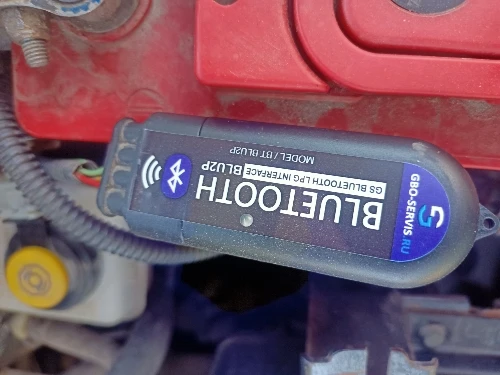 GBO-SERVIS.RU
BLUETOOTH
GS BLUETOOTH LPG INTERFACE BLU2P
MODEL / BT BLU2P